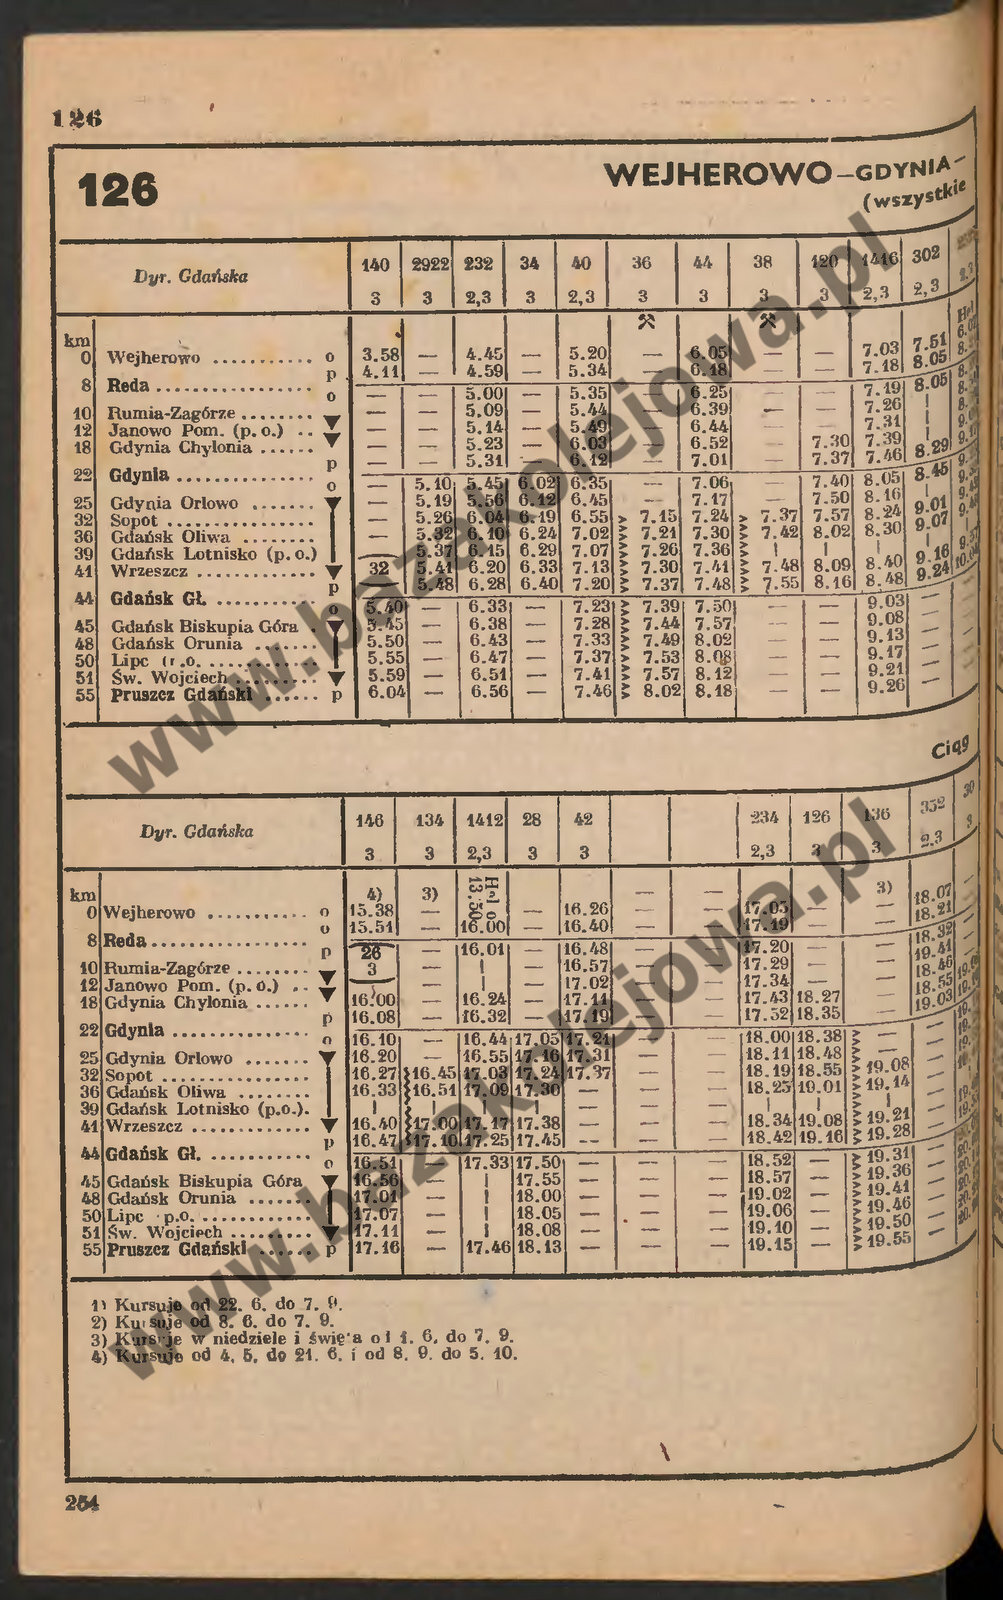 126
126 WEJHEROWO–GDYNIA–
(wszystkie
Dyr. Gdańska 140 2922 232 34 40 36 44 38 120 1416 302
3 3 2,3 3 2,3 3 3 3 3 2,3 2,3
km
0 Wejherowo ............ o 3.58 — 4.45 — 5.20 — 6.05 — — 7.03 7.51
8 Reda ................. p 4.11 — 4.59 — 5.34 — 6.18 — — 7.18 8.05
o — — 5.00 — 5.35 — 6.25 — — 7.19 8.05
10 Rumia-Zagórze ........ — — 5.09 — 5.44 — 6.39 — — 7.26 |
12 Janowo Pom. (p. o.) .. — — 5.14 — 5.49 — 6.44 — — 7.31 |
18 Gdynia Chylonia ...... — — 5.23 — 6.03 — 6.52 — 7.30 7.39 |
22 Gdynia ............... p — — 5.31 — 6.12 — 7.01 — 7.37 7.46 8.29
o — 5.10 5.45 6.02 6.35 — 7.06 — 7.40 8.05 8.45
25 Gdynia Orłowo ....... — 5.19 5.56 6.12 6.45 — 7.17 — 7.50 8.16 |
32 Sopot ................. — 5.26 6.04 6.19 6.55 7.15 7.24 7.37 7.57 8.24 9.01
36 Gdańsk Oliwa ......... — 5.32 6.10 6.24 7.02 7.21 7.30 7.42 8.02 8.30 9.07
39 Gdańsk Lotnisko (p. o.) 5.37 6.15 6.29 7.07 7.26 7.36 | | | |
41 Wrzeszcz .............. 32 5.41 6.20 6.33 7.13 7.30 7.41 7.48 8.09 8.40 9.16
44 Gdańsk Gł. ........... p 5.48 6.28 6.40 7.20 7.37 7.48 7.55 8.16 8.48 9.24
o 5.40 — 6.33 — 7.23 7.39 7.50 — — 9.03 —
45 Gdańsk Biskupia Góra . 5.45 — 6.38 — 7.28 7.44 7.57 — — 9.08 —
48 Gdańsk Orunia ....... 5.50 — 6.43 — 7.33 7.49 8.02 — — 9.13 —
50 Lipc ............ 5.55 — 6.47 — 7.37 7.53 8.08 — — 9.17 —
51 Św. Wojciech ......... 5.59 — 6.51 — 7.41 7.57 8.12 — — 9.21 —
55 Pruszcz Gdański ...... p 6.04 — 6.56 — 7.46 8.02 8.18 — — 9.26 —
Ciąg
Dyr. Gdańska 146 134 1412 28 42 234 126 136 352 30
3 3 2,3 3 3 2,3 3 3 2,3 3
km 4) 3) Hel o 13.50 3)
0 Wejherowo ........... o 15.38 — — 16.26 — — 17.05 — — 18.07 —
8 Reda ................. p 15.51 — 16.00 — 16.40 — — 17.19 — — 18.21 —
o 26 — 16.01 — 16.48 — — 17.20 — — 18.32
10 Rumia-Zagórze ........ 3 — | — 16.57 — — 17.29 — — 18.41
12 Janowo Pom. (p. o.) .. — | — 17.02 — — 17.34 — — 18.46
18 Gdynia Chylonia ...... 16.00 — 16.24 — 17.11 — — 17.43 18.27 — 18.55
22 Gdynia ............... p 16.08 — 16.32 — 17.19 — — 17.52 18.35 — 19.03
o 16.10 — 16.44 17.05 17.21 — — 18.00 18.38 — —
25 Gdynia Orłowo ....... 16.20 — 16.55 17.16 17.31 — — 18.11 18.48 — —
32 Sopot ................ 16.27 16.45 17.03 17.24 17.37 — — 18.19 18.55 19.08 —
36 Gdańsk Oliwa ........ 16.33 16.51 17.09 17.30 — — — 18.25 19.01 19.14 —
39 Gdańsk Lotnisko (p.o.). | | | | — — — | | | —
41 Wrzeszcz ............. 16.40 17.00 17.17 17.38 — — — 18.34 19.08 19.21 —
44 Gdańsk Gł. ........... p 16.47 17.10 17.25 17.45 — — — 18.42 19.16 19.28 —
o 16.51 — 17.33 17.50 — — — 18.52 — 19.31 —
45 Gdańsk Biskupia Góra 16.56 — | 17.55 — — — 18.57 — 19.36 —
48 Gdańsk Orunia ....... 17.01 — | 18.00 — — — 19.02 — 19.41 —
50 Lipc p.o. ............. 17.07 — | 18.05 — — — 19.06 — 19.46 —
51 Św. Wojciech ......... 17.11 — | 18.08 — — — 19.10 — 19.50 —
55 Pruszcz Gdański ...... p 17.16 — 17.46 18.13 — — — 19.15 — 19.55 —
1) Kursuje od 22. 6. do 7. 9.
2) Kursuje od 8. 6. do 7. 9.
3) Kursuje w niedziele i święta od 1. 6. do 7. 9.
4) Kursuje od 4. 5. do 21. 6. i od 8. 9. do 5. 10.
254
www.bazakolejowa.pl
www.bazakolejowa.pl